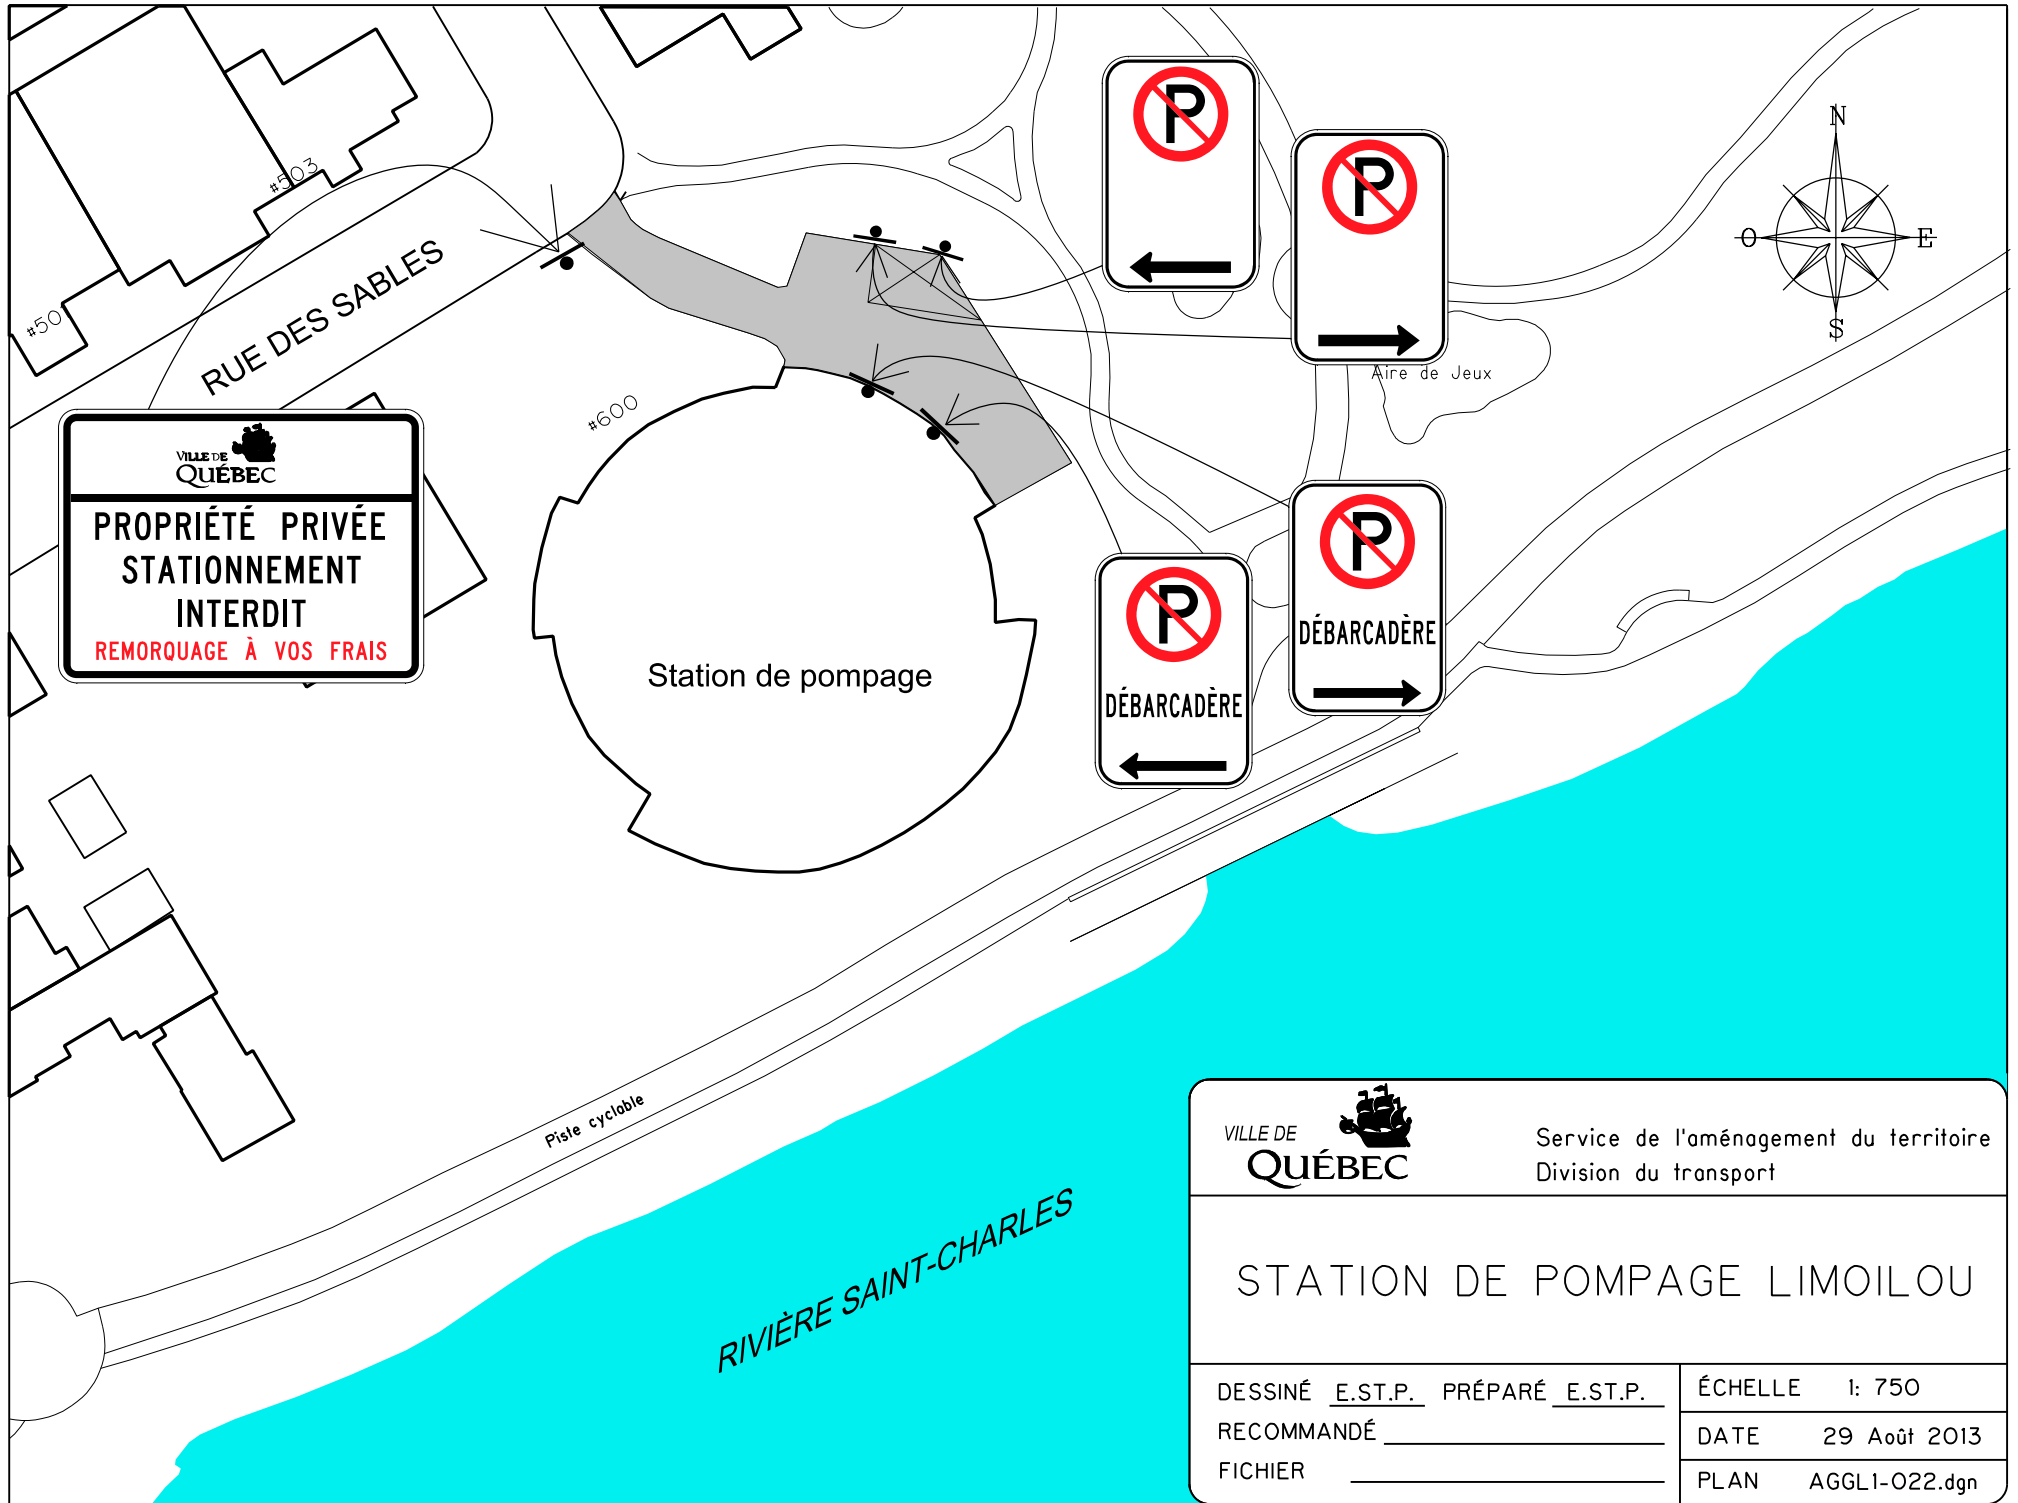 #503
#50
RUE DES SABLES
#600
N
O
E
S
P
P
Aire de Jeux
VILLE DE
QUÉBEC
PROPRIÉTÉ PRIVÉE
STATIONNEMENT
INTERDIT
REMORQUAGE À VOS FRAIS
P
DÉBARCADÈRE
P
DÉBARCADÈRE
Station de pompage
Piste cyclable
RIVIÈRE SAINT-CHARLES
VILLE DE
QUÉBEC
Service de l'aménagement du territoire
Division du transport
STATION DE POMPAGE LIMOILOU
DESSINÉ E.ST.P. PRÉPARÉ E.ST.P.
RECOMMANDÉ
FICHIER
ÉCHELLE 1: 750
DATE 29 Août 2013
PLAN AGGL1-022.dgn